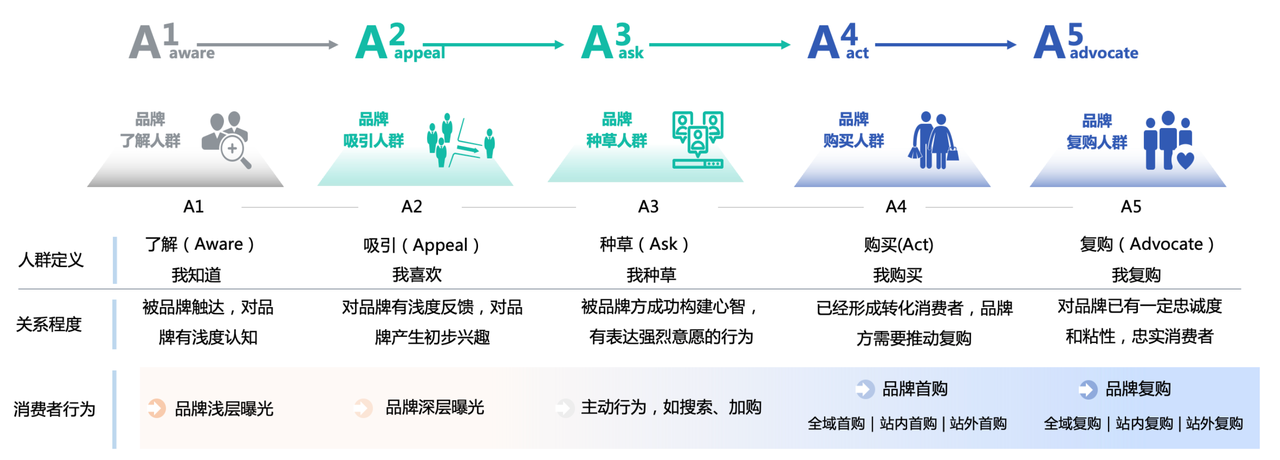 A1 aware
A2 appeal
A3 ask
A4 act
A5 advocate
品牌
了解人群
品牌
吸引人群
品牌
种草人群
品牌
购买人群
品牌
复购人群
A1
A2
A3
A4
A5
人群定义
了解（Aware）
我知道
吸引（Appeal）
我喜欢
种草（Ask）
我种草
购买(Act)
我购买
复购（Advocate）
我复购
关系程度
被品牌触达，对品
牌有浅度认知
对品牌有浅度反馈，对品
牌产生初步兴趣
被品牌方成功构建心智，
有表达强烈意愿的行为
已经形成转化消费者，品牌
方需要推动复购
对品牌已有一定忠诚度
和粘性，忠实消费者
消费者行为
品牌浅层曝光
品牌深层曝光
主动行为，如搜索、加购
品牌首购
全域首购｜站内首购｜站外首购
品牌复购
全域复购｜站内复购｜站外复购